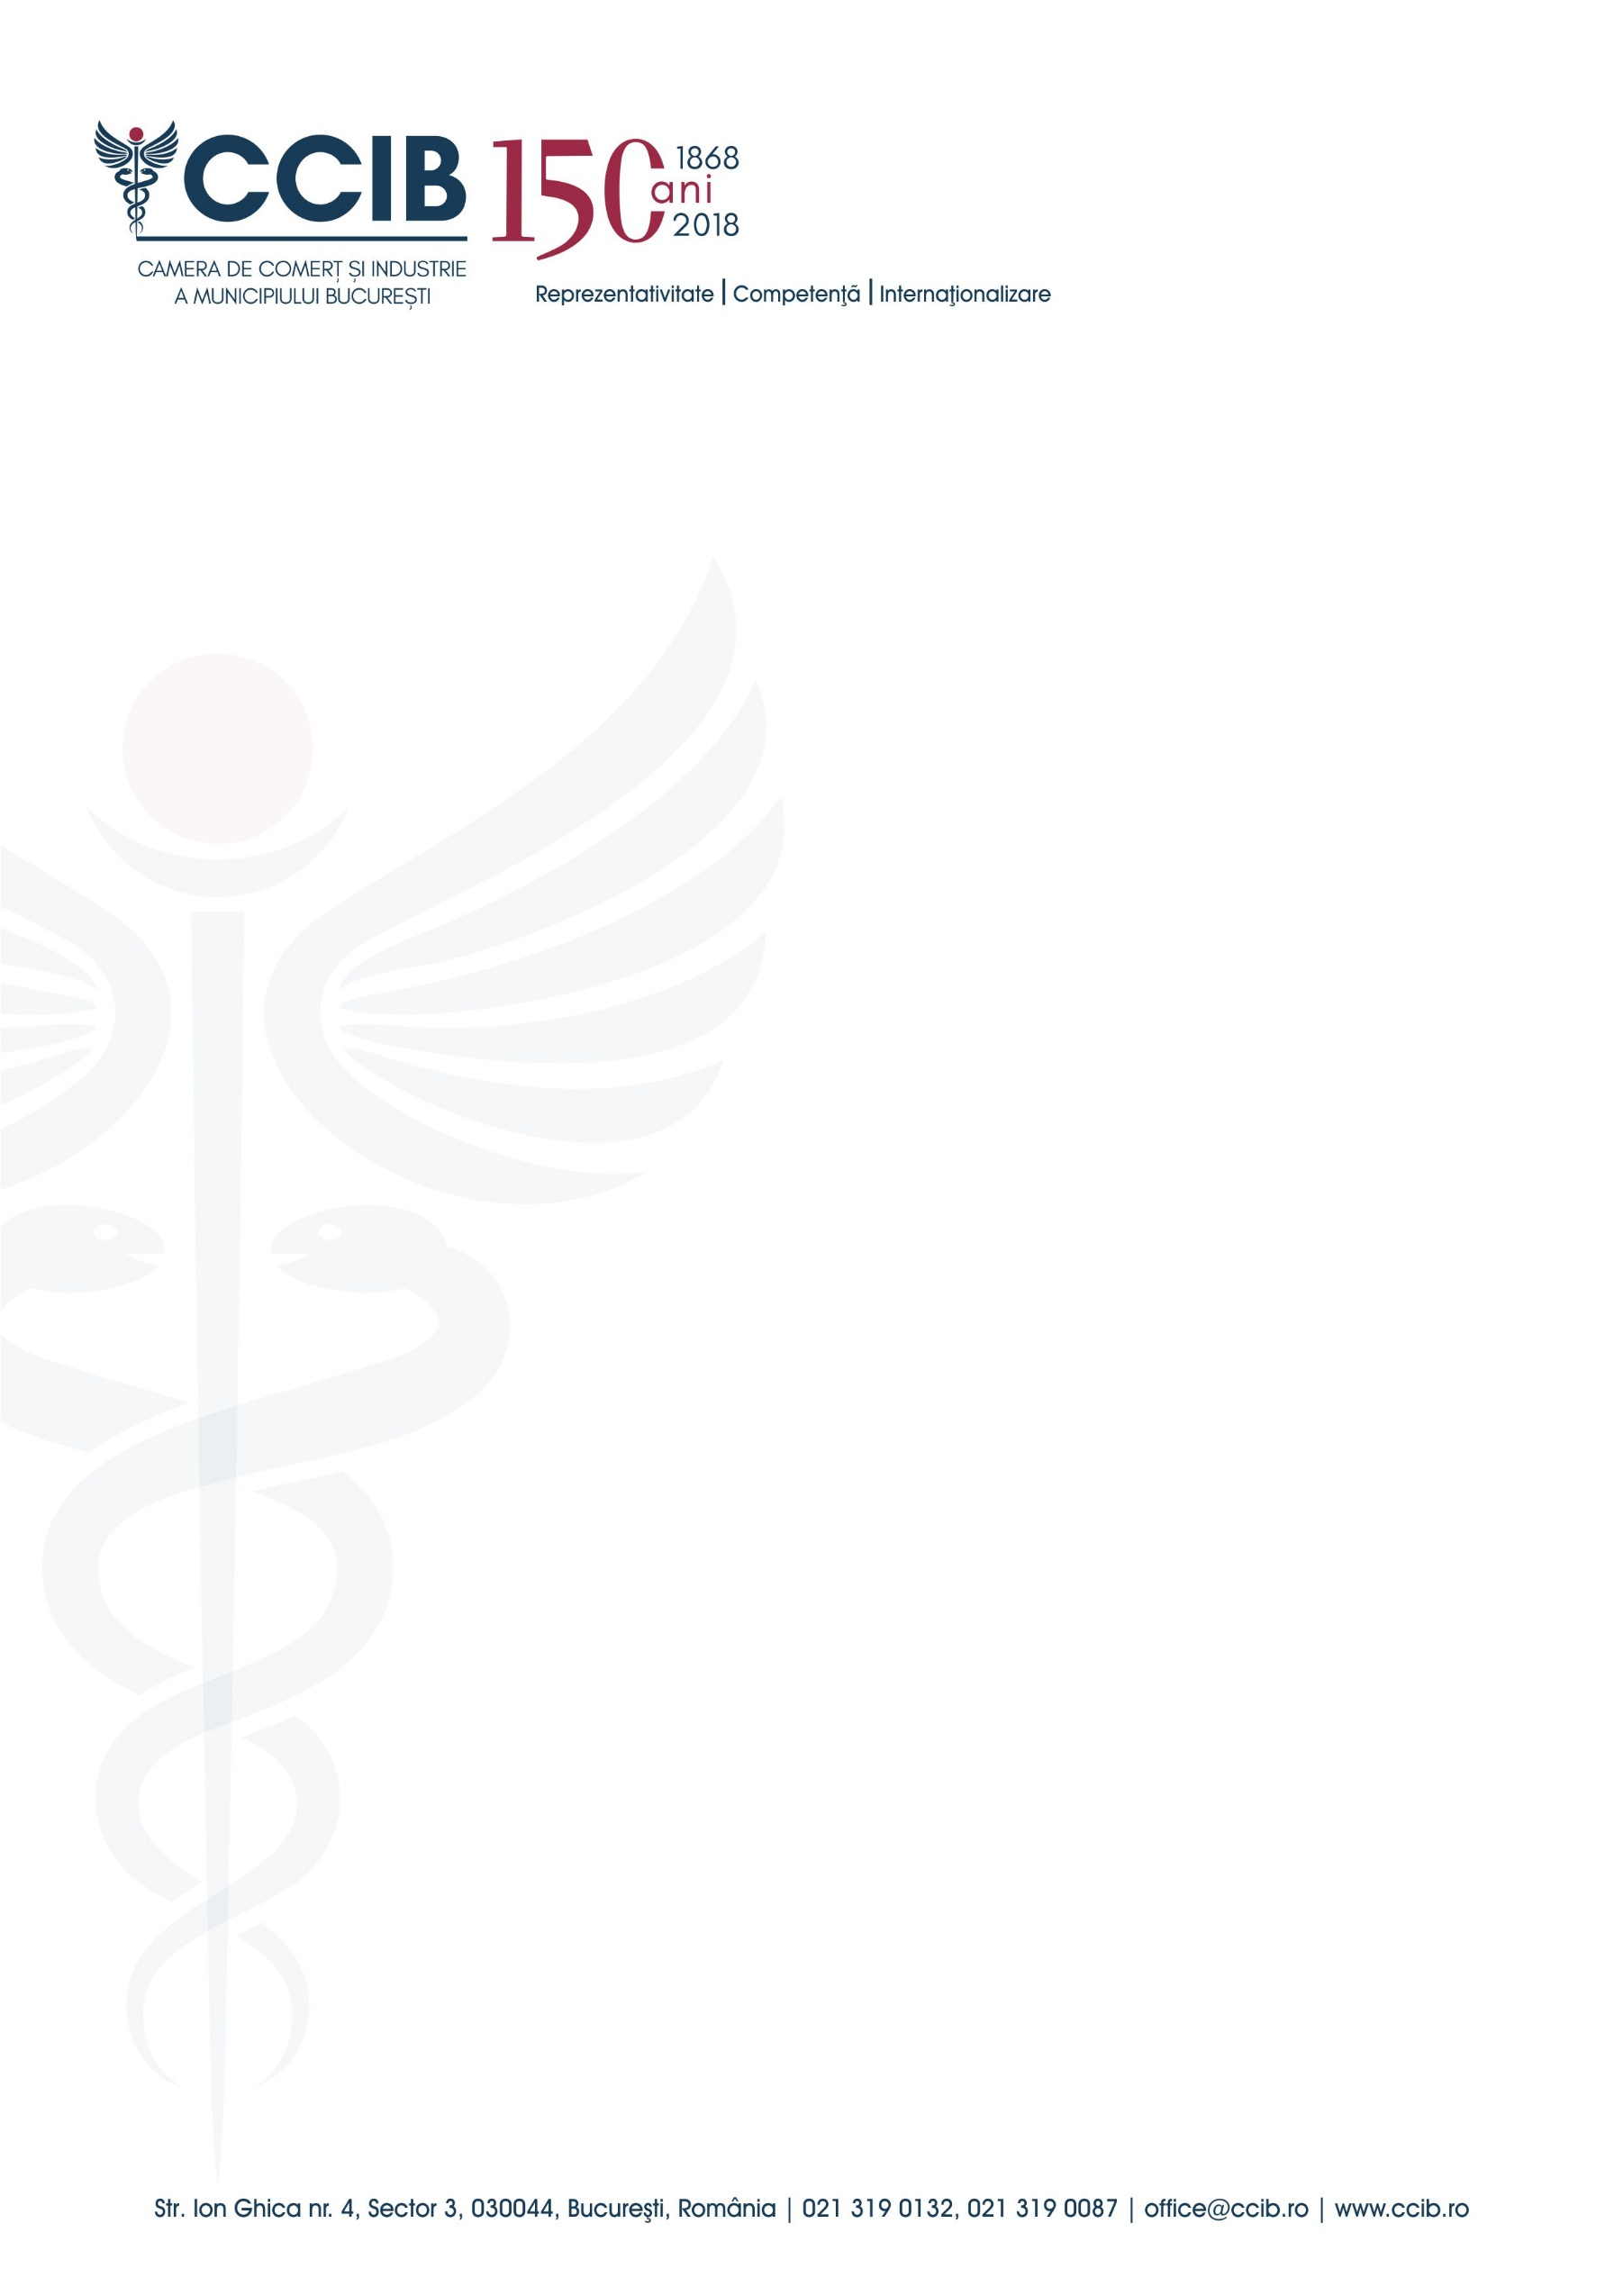 CCIB 150 ani 1868 2018
CAMERA DE COMERȚ ȘI INDUSTRIE
A MUNICIPIULUI BUCUREȘTI
Reprezentativitate | Competenţă | Internaţionalizare
Str. Ion Ghica nr. 4, Sector 3, 030044, Bucureşti, România | 021 319 0132, 021 319 0087 | office@ccib.ro | www.ccib.ro